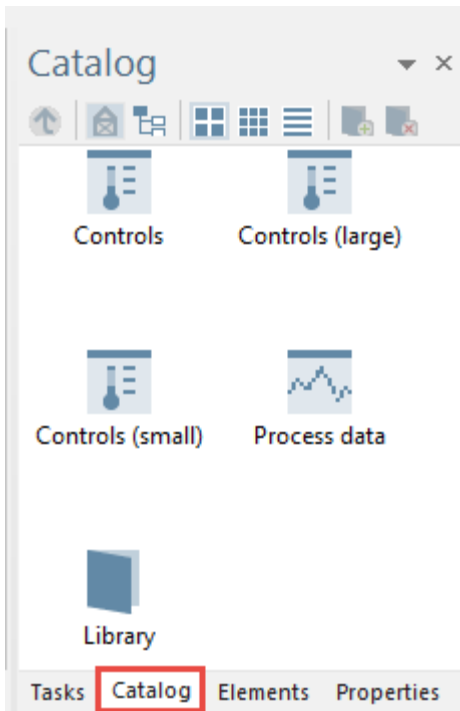 Catalog
Controls Controls (large)
Controls (small) Process data
Library
Tasks Catalog Elements Properties